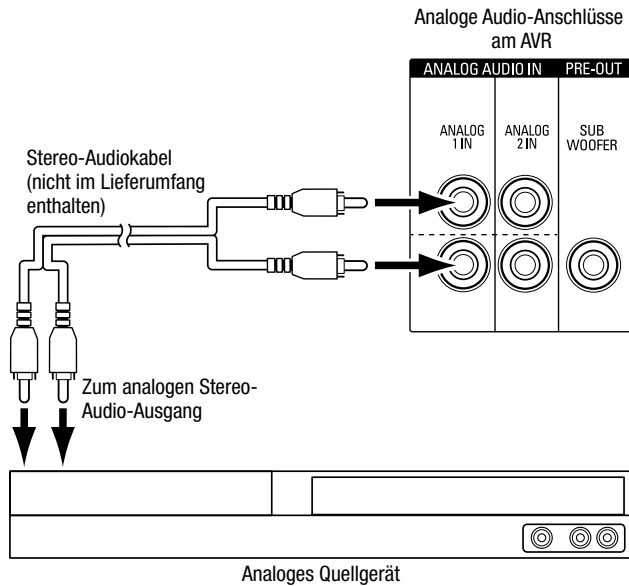 Analoge Audio-Anschlüsse
am AVR
ANALOG AUDIO IN
PRE-OUT
ANALOG
1 IN
ANALOG
2 IN
SUB
WOOFER
Stereo-Audiokabel
(nicht im Lieferumfang
enthalten)
Zum analogen Stereo-
Audio-Ausgang
Analoges Quellgerät